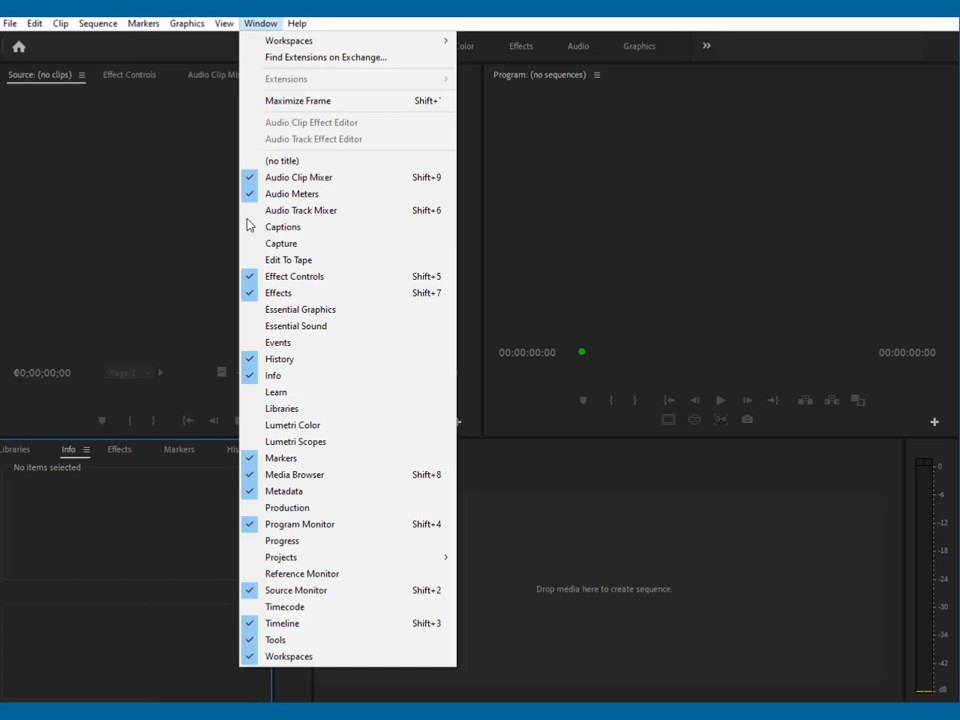 File Edit Clip Sequence Markers Graphics View Window Help
Workspaces
Find Extensions on Exchange...
Extensions
Maximize Frame Shift+`
Audio Clip Effect Editor
Audio Track Effect Editor
(no title)
Audio Clip Mixer Shift+9
Audio Meters
Audio Track Mixer Shift+6
Captions
Capture
Edit To Tape
Effect Controls Shift+5
Effects Shift+7
Essential Graphics
Essential Sound
Events
History
Info
Learn
Libraries
Lumetri Color
Lumetri Scopes
Markers
Media Browser Shift+8
Metadata
Production
Program Monitor Shift+4
Progress
Projects
Reference Monitor
Source Monitor Shift+2
Timecode
Timeline Shift+3
Tools
Workspaces
Color Effects Audio Graphics
Source: (no clips) Effect Controls Audio Clip Mi
00;00;00;00 Page 1
Program: (no sequences)
00:00:00:00 00:00:00:00
Libraries Info Effects Markers His
No items selected
Drop media here to create sequence.
0
-6
-12
-18
-24
-30
-36
-42
dB